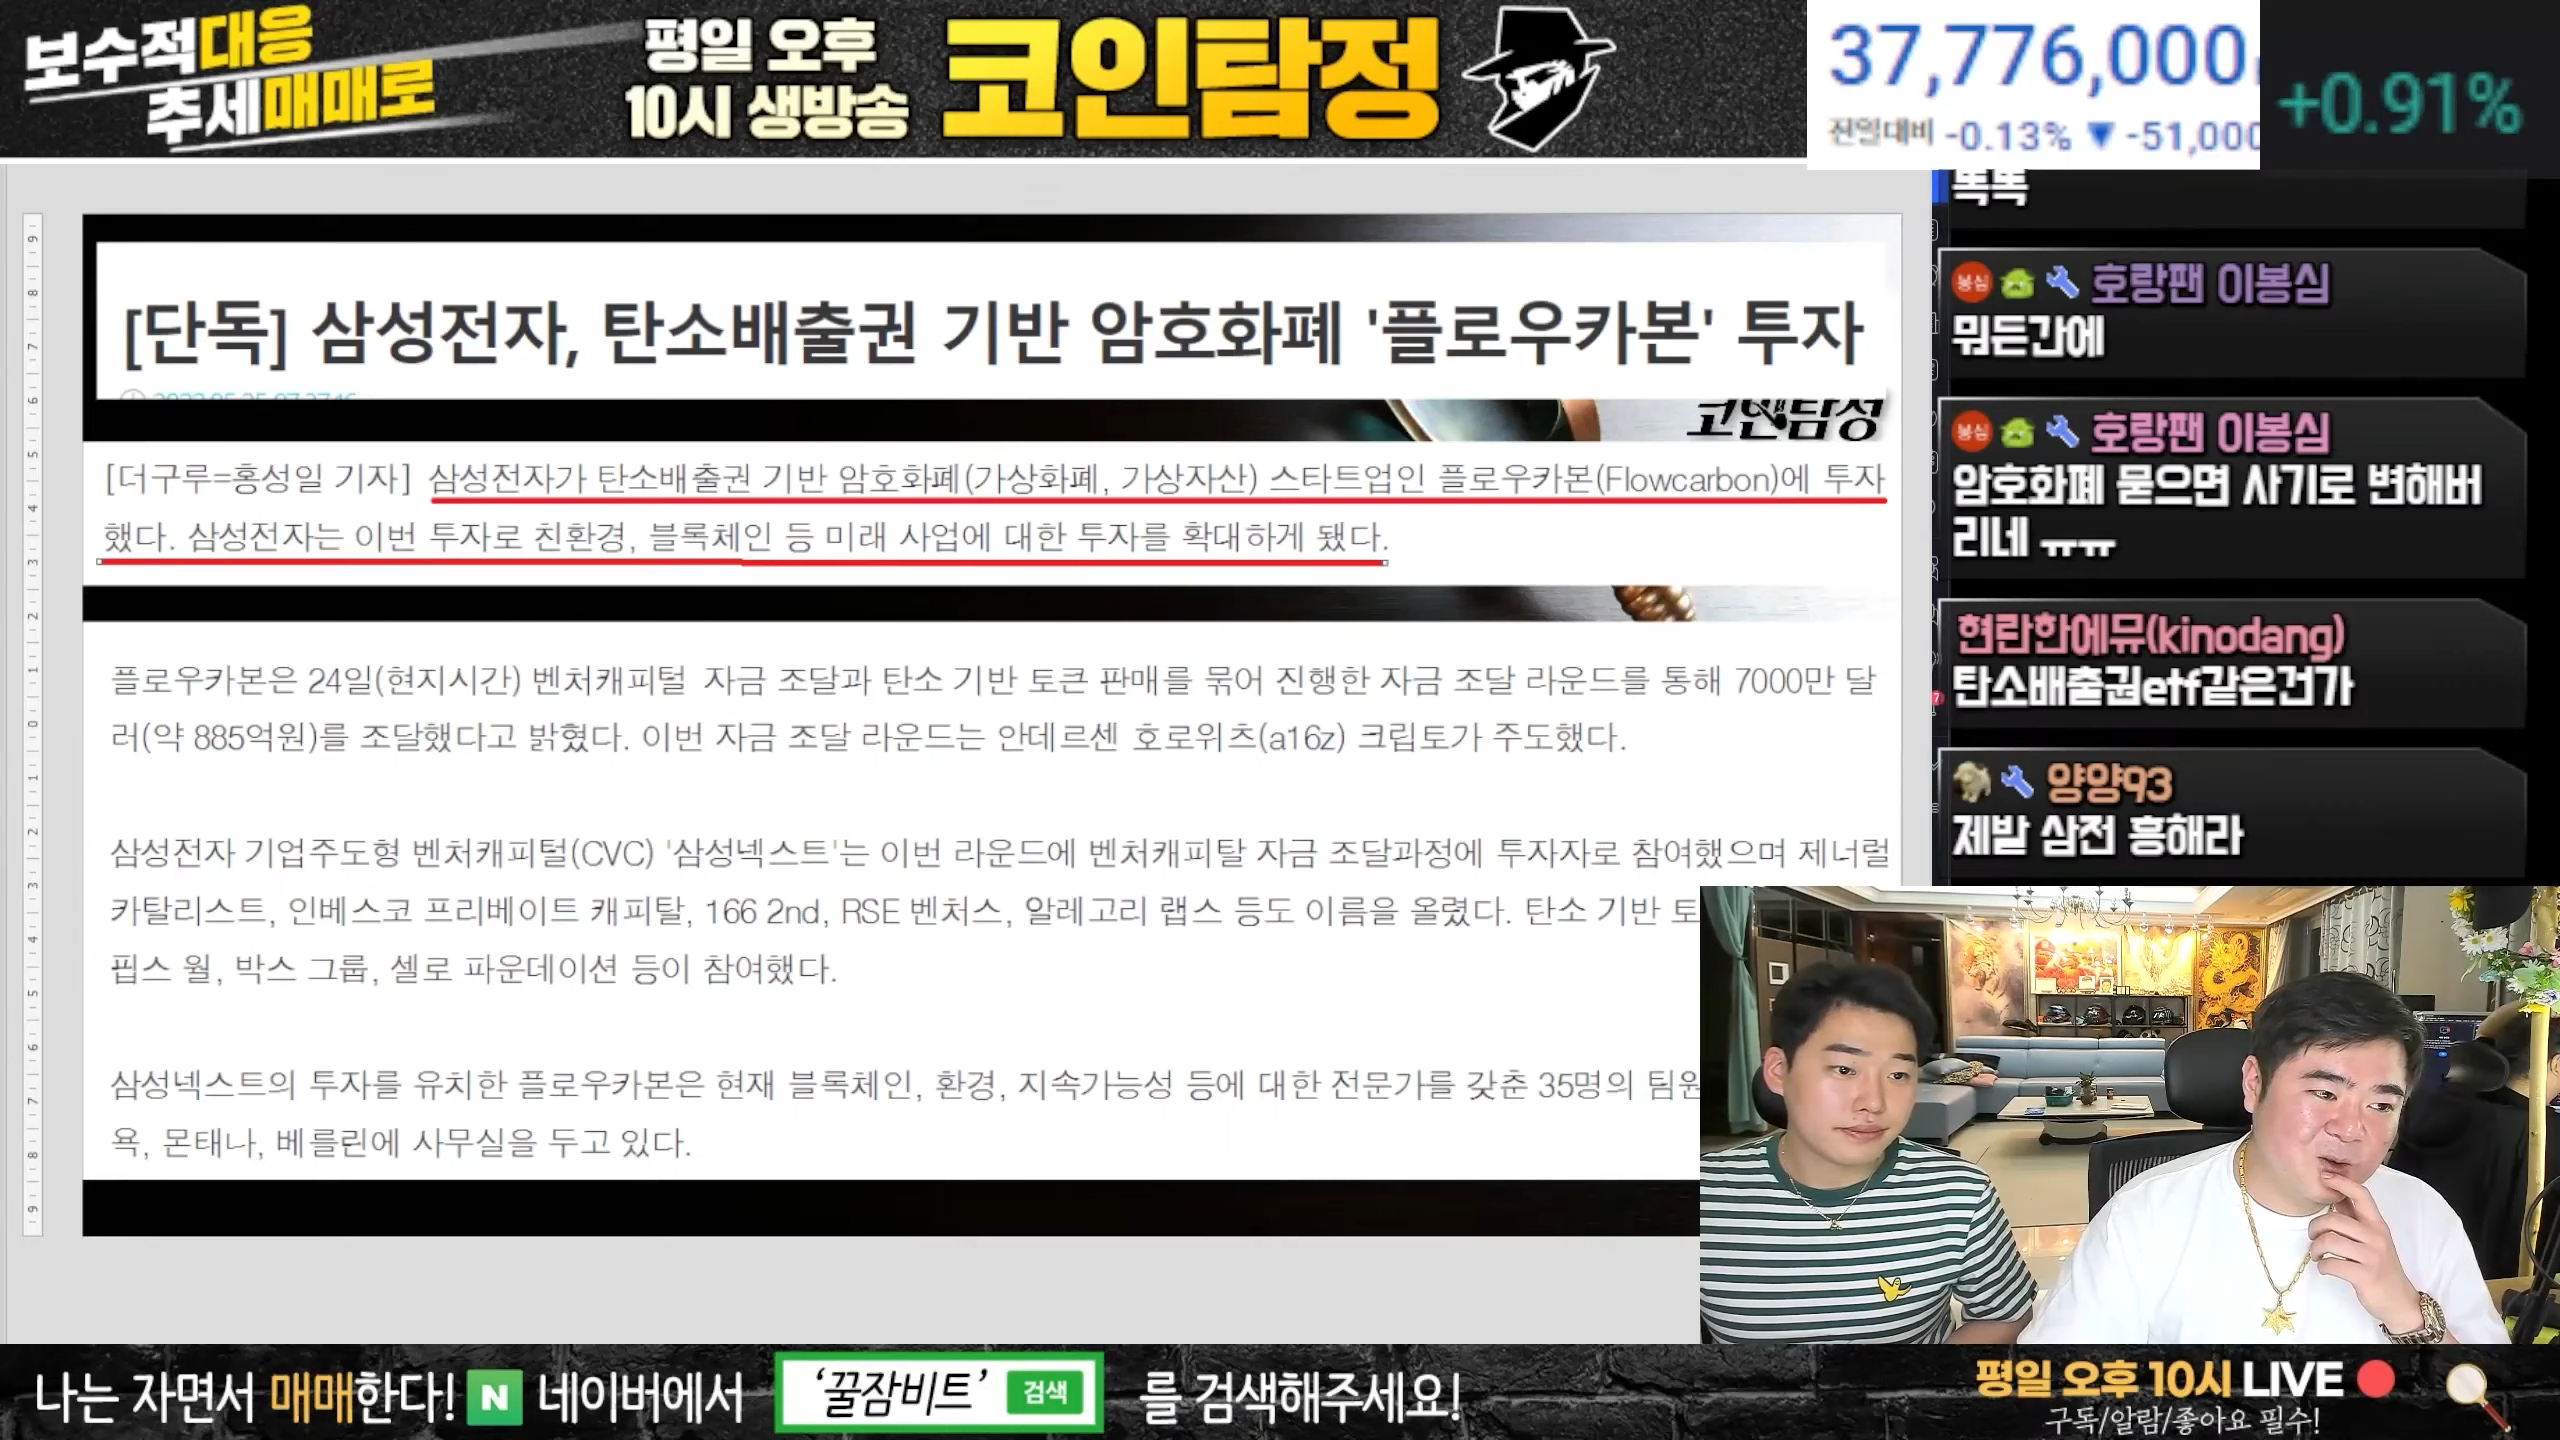 보수적대응
추세매매로
평일 오후
10시 생방송
코인탐정
37,776,000
전일대비 -0.13% ▼ -51,000
+0.91%
똑똑
호랑팬 이봉심
뭐든간에
호랑팬 이봉심
암호화폐 묻으면 사기로 변해버
리네 ㅠㅠ
현란한에뮤(kinodang)
탄소배출권etf같은건가
양양93
제발 삼전 흥해라
[단독] 삼성전자, 탄소배출권 기반 암호화폐 '플로우카본' 투자
코인탐정
[더구루=홍성일 기자] 삼성전자가 탄소배출권 기반 암호화폐(가상화폐, 가상자산) 스타트업인 플로우카본(Flowcarbon)에 투자
했다. 삼성전자는 이번 투자로 친환경, 블록체인 등 미래 사업에 대한 투자를 확대하게 됐다.
플로우카본은 24일(현지시간) 벤처캐피털 자금 조달과 탄소 기반 토큰 판매를 묶어 진행한 자금 조달 라운드를 통해 7000만 달
러(약 885억원)를 조달했다고 밝혔다. 이번 자금 조달 라운드는 안데르센 호로위츠(a16z) 크립토가 주도했다.
삼성전자 기업주도형 벤처캐피털(CVC) '삼성넥스트'는 이번 라운드에 벤처캐피탈 자금 조달과정에 투자자로 참여했으며 제너럴
카탈리스트, 인베스코 프리베이트 캐피탈, 166 2nd, RSE 벤처스, 알레고리 랩스 등도 이름을 올렸다. 탄소 기반 토
핍스 월, 박스 그룹, 셀로 파운데이션 등이 참여했다.
삼성넥스트의 투자를 유치한 플로우카본은 현재 블록체인, 환경, 지속가능성 등에 대한 전문가를 갖춘 35명의 팀원
욕, 몬태나, 베를린에 사무실을 두고 있다.
나는 자면서 매매한다! N 네이버에서 '꿀잠비트' 검색 를 검색해주세요!
평일 오후 10시 LIVE
구독/알람/좋아요 필수!